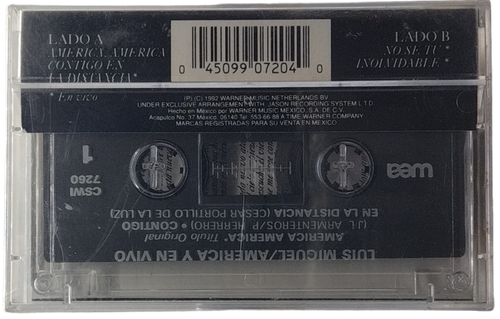 LADO A
AMERICA, AMERICA
CONTIGO EN
LA DISTANCIA*
* En vivo
0 45099 07204 0
LADO B
NO SE TU*
INOLVIDABLE*
(P) (C) 1992 WARNER MUSIC NETHERLANDS BV
UNDER EXCLUSIVE ARRANGEMENT WITH JASON RECORDING SYSTEM L.T.D.
Hecho en México por WARNER MUSIC MEXICO, S.A. DE C.V.
Acapulco No. 37 México, 06140 Tel. 553-66-88 A TIME WARNER COMPANY
MARCAS REGISTRADAS PARA SU VENTA EN MEXICO
LUIS MIGUEL/AMERICA Y EN VIVO
"AMERICA AMERICA" Título Original
(J.L. ARMENTEROS/P. HERRERO) • CONTIGO
EN LA DISTANCIA (CESAR PORTILLO DE LA LUZ)
wea
CSWI
7260
1